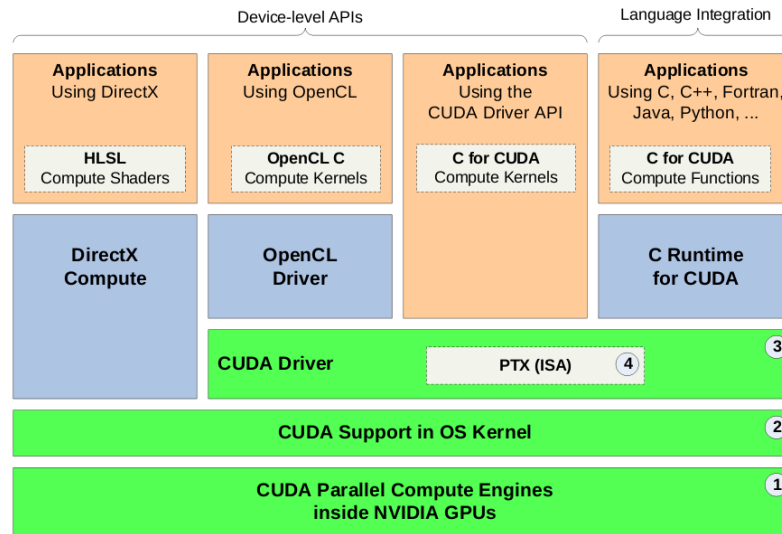 Device-level APIs
Language Integration
Applications
Using DirectX
HLSL
Compute Shaders
Applications
Using OpenCL
OpenCL C
Compute Kernels
Applications
Using the
CUDA Driver API
C for CUDA
Compute Kernels
Applications
Using C, C++, Fortran,
Java, Python, ...
C for CUDA
Compute Functions
DirectX
Compute
OpenCL
Driver
C Runtime
for CUDA
3
CUDA Driver
PTX (ISA)
4
2
CUDA Support in OS Kernel
1
CUDA Parallel Compute Engines
inside NVIDIA GPUs